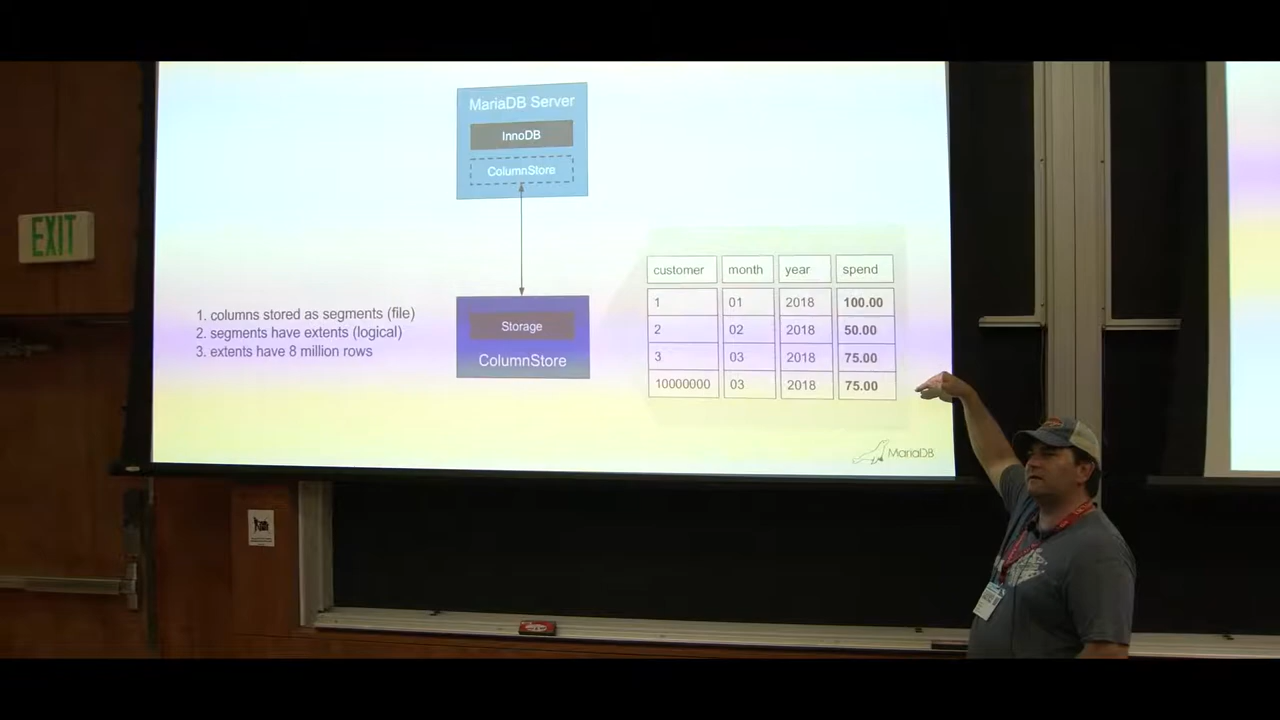 MariaDB Server
InnoDB
ColumnStore
EXIT
1. columns stored as segments (file)
2. segments have extents (logical)
3. extents have 8 million rows
Storage
ColumnStore
customer month year spend
1 01 2018 100.00
2 02 2018 50.00
3 03 2018 75.00
10000000 03 2018 75.00
MariaDB